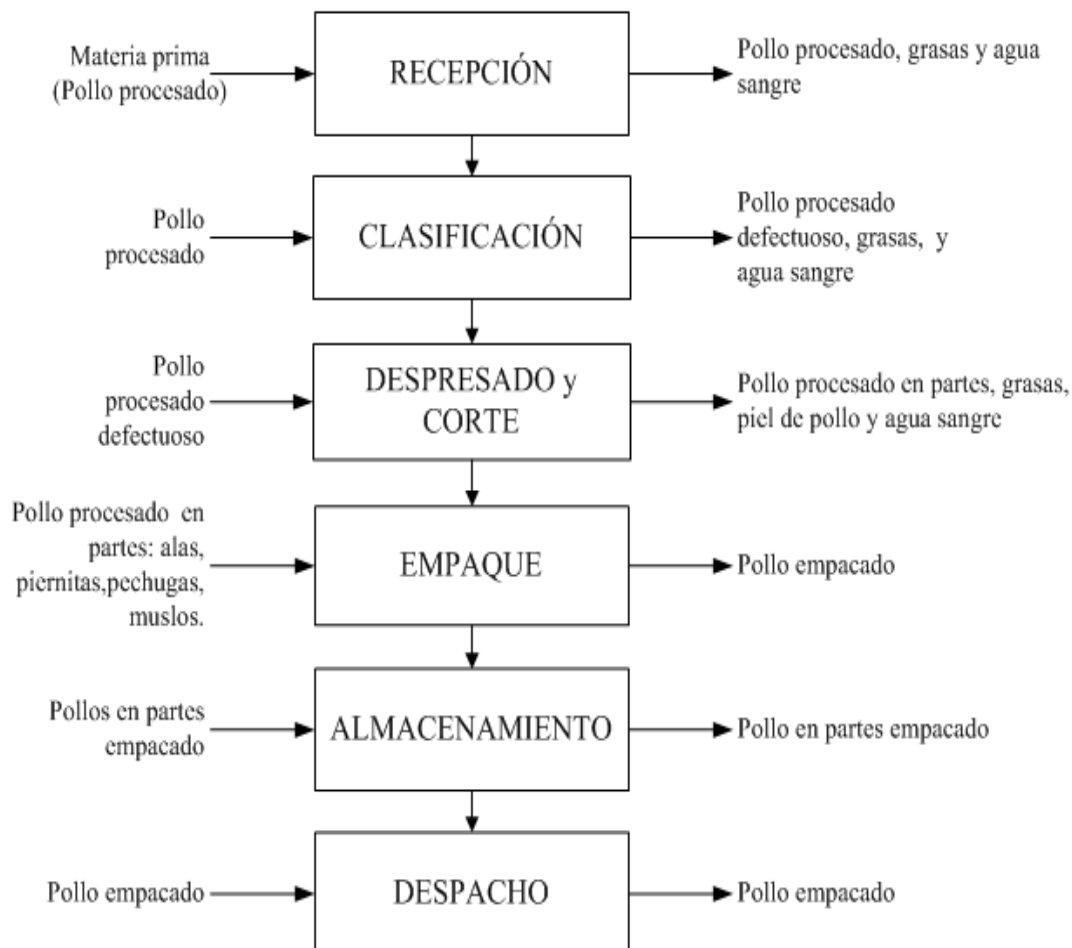 Materia prima
(Pollo procesado)
RECEPCIÓN
Pollo procesado, grasas y agua
sangre
Pollo
procesado
CLASIFICACIÓN
Pollo procesado
defectuoso, grasas, y
agua sangre
Pollo
procesado
defectuoso
DESPRESADO y
CORTE
Pollo procesado en partes, grasas,
piel de pollo y agua sangre
Pollo procesado en
partes: alas,
piernitas,pechugas,
muslos.
EMPAQUE
Pollo empacado
Pollos en partes
empacado
ALMACENAMIENTO
Pollo en partes empacado
Pollo empacado
DESPACHO
Pollo empacado